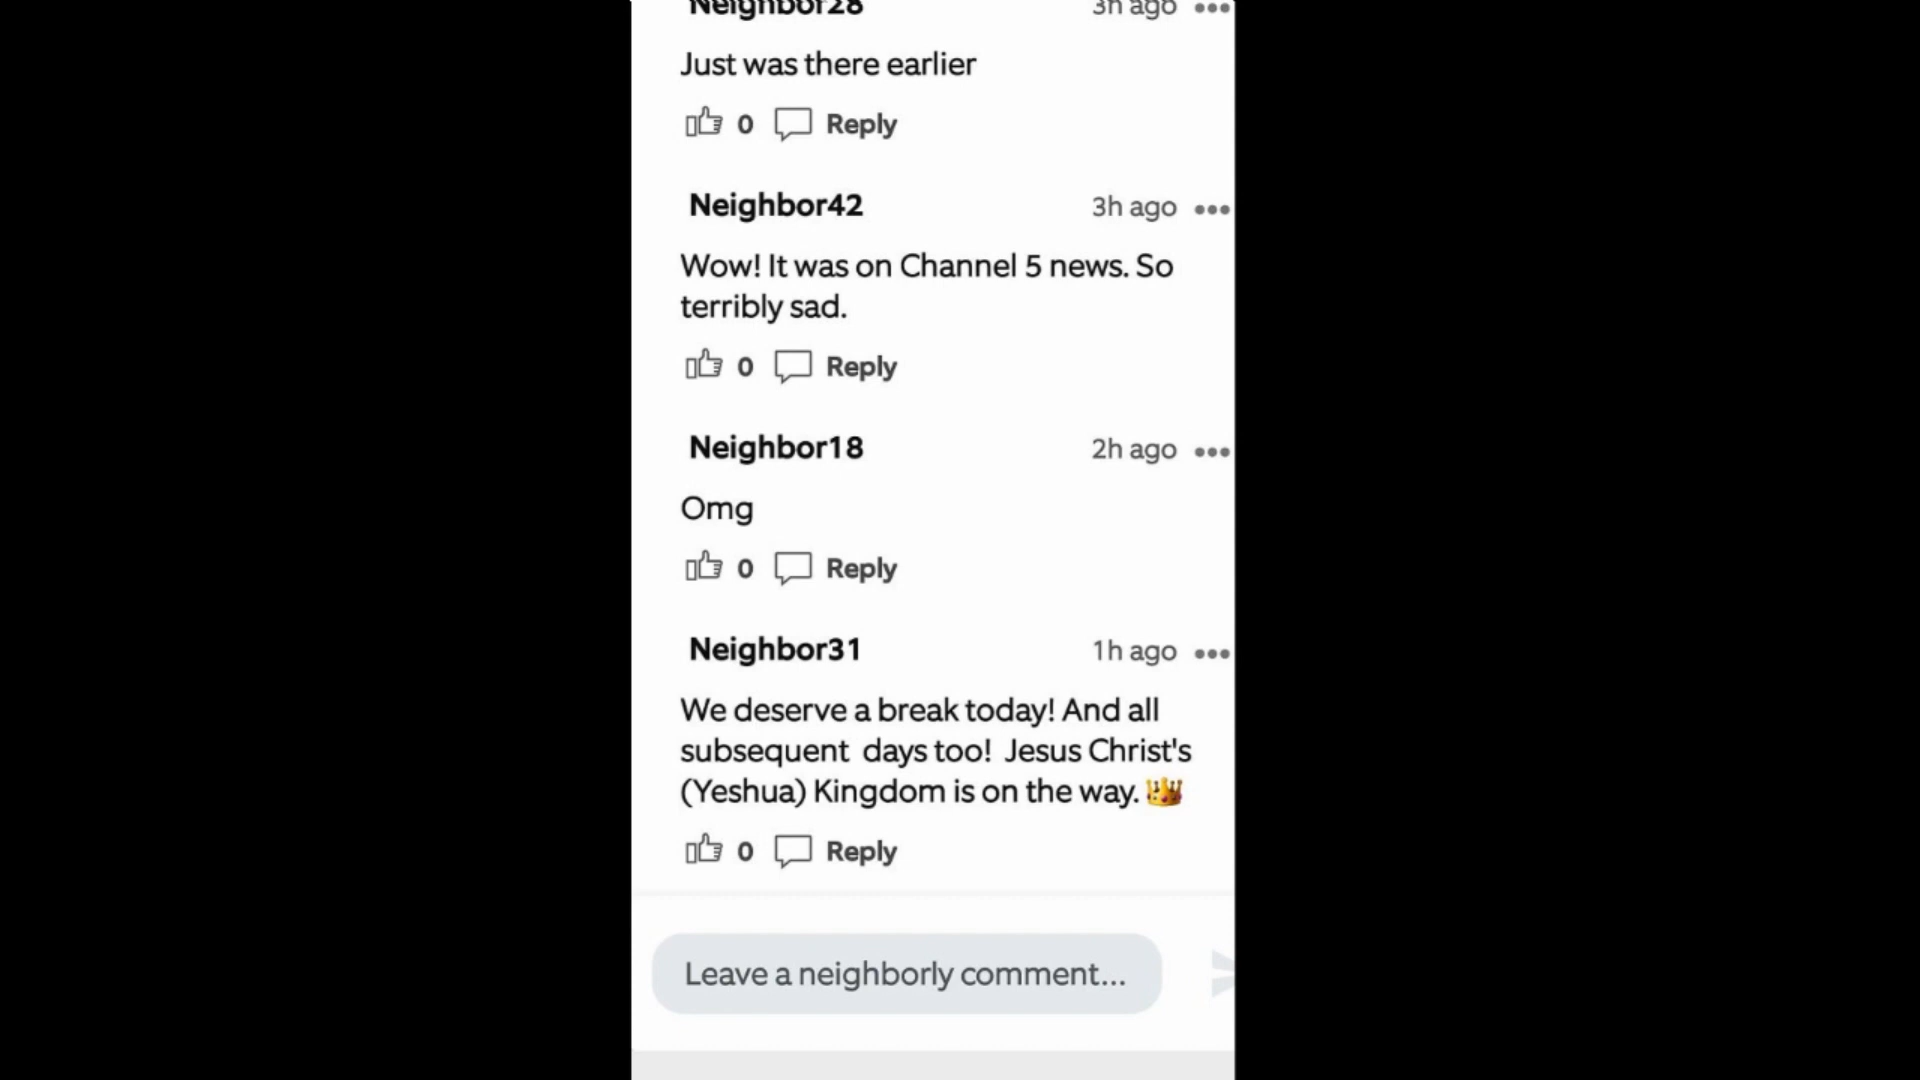 Neighbor28
3h ago
Just was there earlier
0 Reply
Neighbor42
3h ago
Wow! It was on Channel 5 news. So
terribly sad.
0 Reply
Neighbor18
2h ago
Omg
0 Reply
Neighbor31
1h ago
We deserve a break today! And all
subsequent  days too!  Jesus Christ's
(Yeshua) Kingdom is on the way. 👑
0 Reply
Leave a neighborly comment...